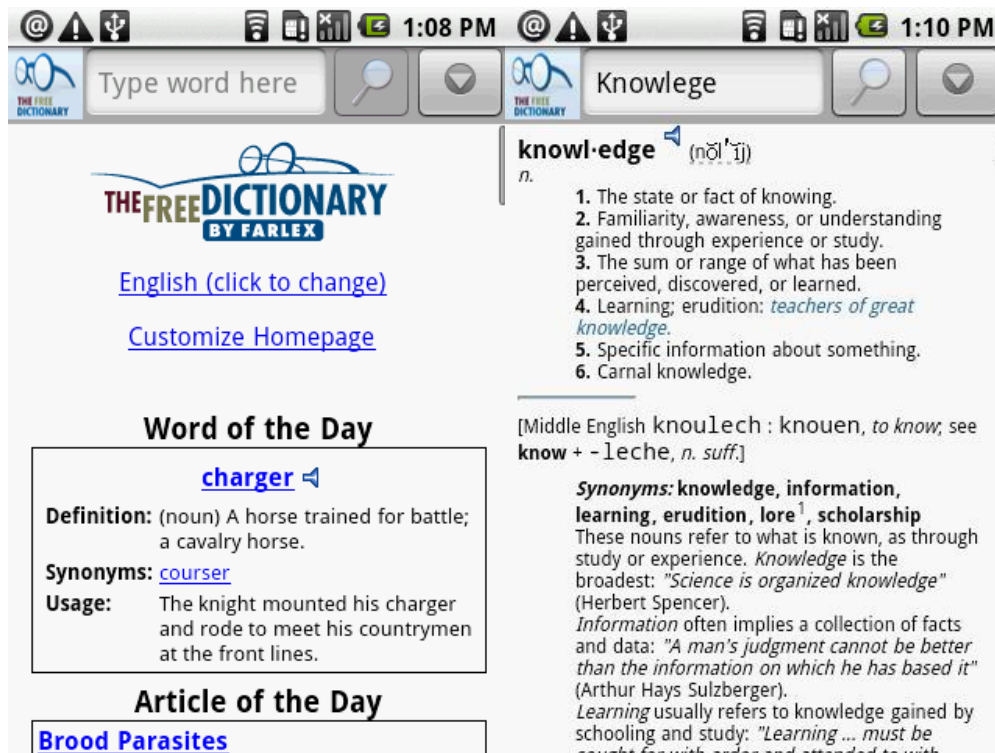 1:08 PM
THE FREE
DICTIONARY
Type word here
THEFREEDICTIONARY
BY FARLEX
English (click to change)
Customize Homepage
Word of the Day
charger
Definition: (noun) A horse trained for battle;
a cavalry horse.
Synonyms: courser
Usage: The knight mounted his charger
and rode to meet his countrymen
at the front lines.
Article of the Day
Brood Parasites
1:10 PM
THE FREE
DICTIONARY
Knowlege
knowl·edge (nŏl′ĭj)
n.
1. The state or fact of knowing.
2. Familiarity, awareness, or understanding
gained through experience or study.
3. The sum or range of what has been
perceived, discovered, or learned.
4. Learning; erudition: teachers of great
knowledge.
5. Specific information about something.
6. Carnal knowledge.
[Middle English knoulech : knouen, to know; see
know + -leche, n. suff.]
Synonyms: knowledge, information,
learning, erudition, lore1, scholarship
These nouns refer to what is known, as through
study or experience. Knowledge is the
broadest: "Science is organized knowledge"
(Herbert Spencer).
Information often implies a collection of facts
and data: "A man's judgment cannot be better
than the information on which he has based it"
(Arthur Hays Sulzberger).
Learning usually refers to knowledge gained by
schooling and study: "Learning ... must be